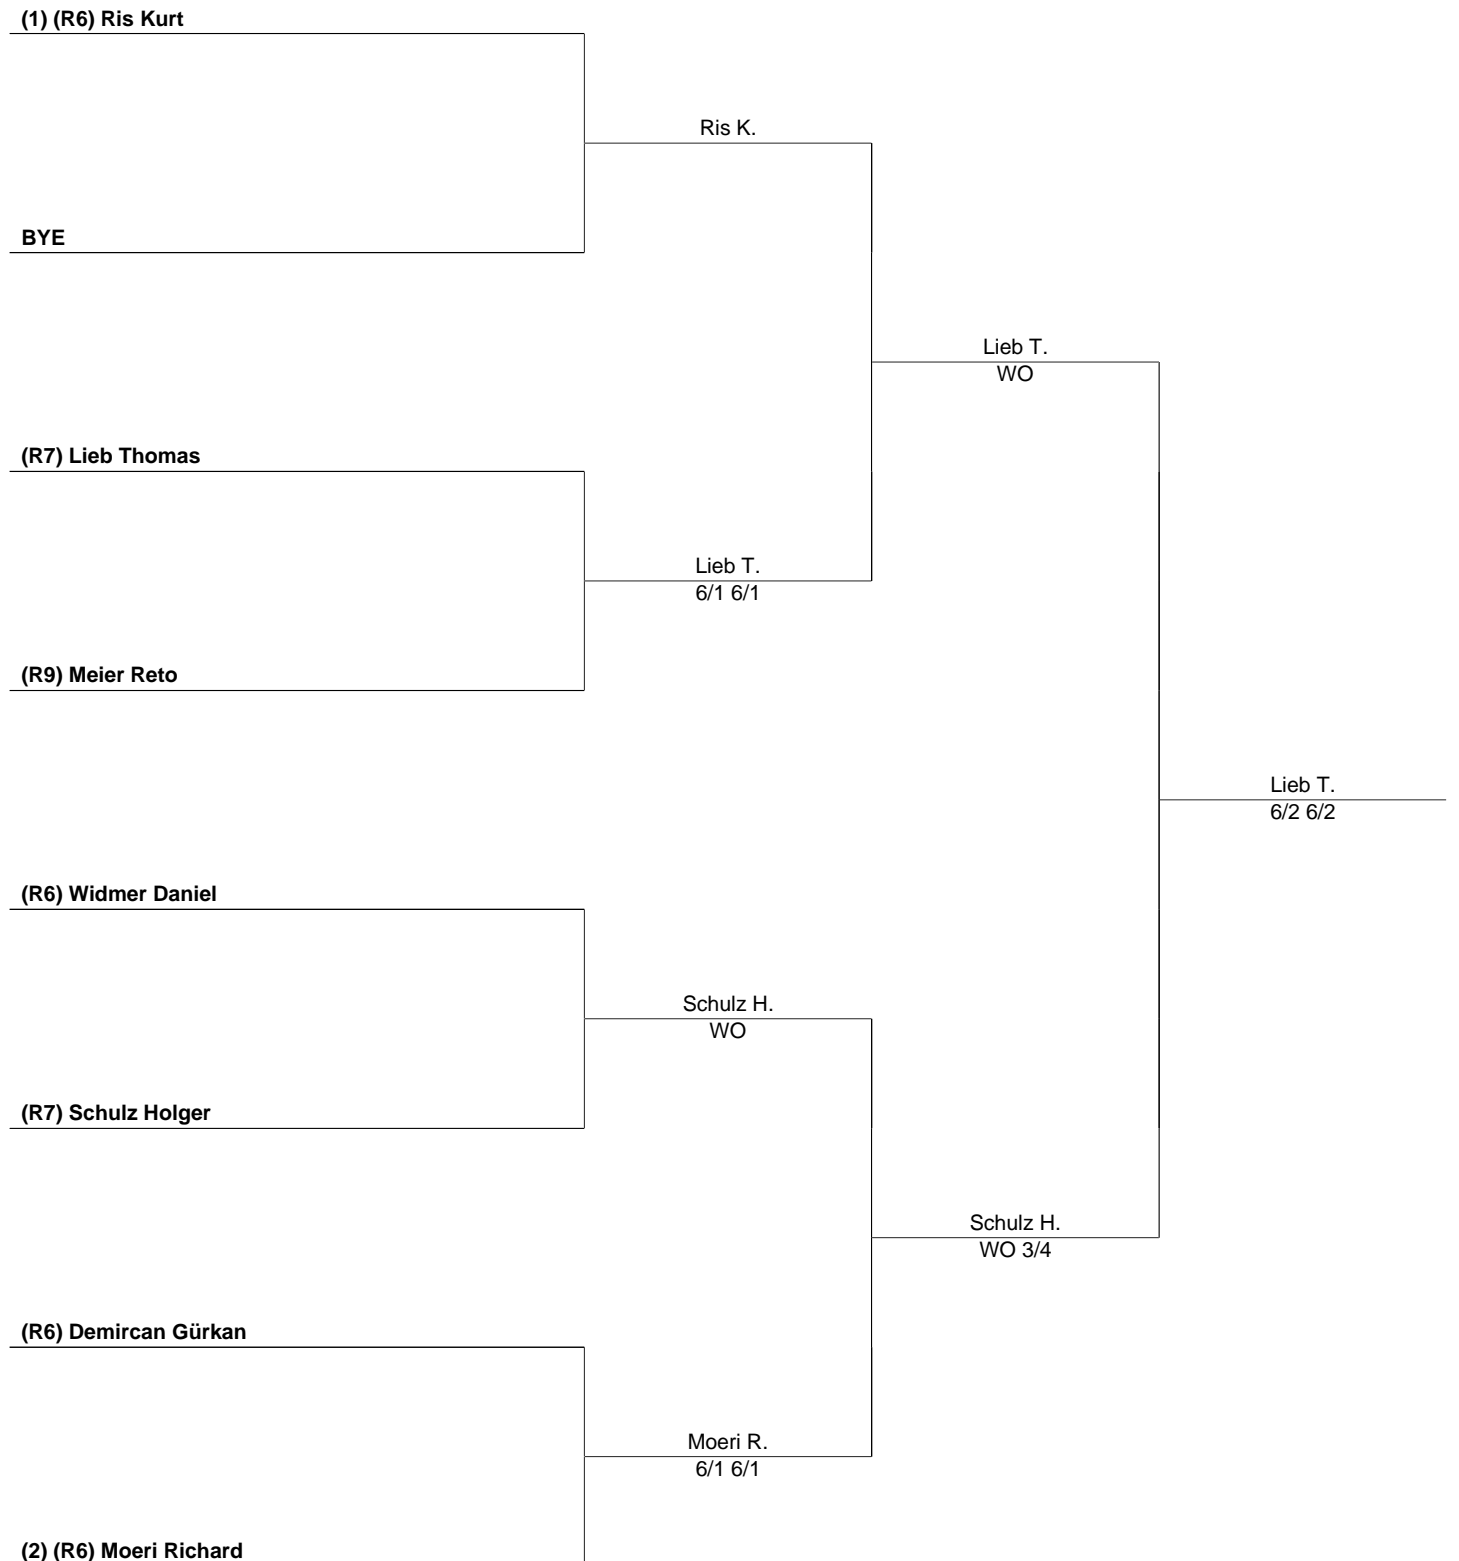 (1) (R6) Ris Kurt
Ris K.
BYE
Lieb T.
WO
(R7) Lieb Thomas
Lieb T.
6/1 6/1
(R9) Meier Reto
Lieb T.
6/2 6/2
(R6) Widmer Daniel
Schulz H.
WO
(R7) Schulz Holger
Schulz H.
WO 3/4
(R6) Demircan Gürkan
Moeri R.
6/1 6/1
(2) (R6) Moeri Richard